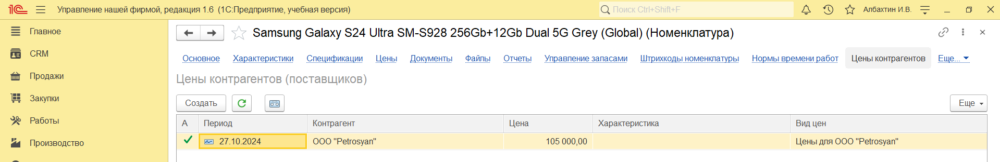 1С Управление нашей фирмой, редакция 1.6 (1С:Предприятие, учебная версия) Поиск Ctrl+Shift+F Албахтин И.В.
Главное
CRM
Продажи
Закупки
Работы
Производство
Samsung Galaxy S24 Ultra SM-S928 256Gb+12Gb Dual 5G Grey (Global) (Номенклатура)
Основное Характеристики Спецификации Цены Документы Файлы Отчеты Управление запасами Штрихкоды номенклатуры Нормы времени работ Цены контрагентов Еще...
Цены контрагентов (поставщиков)
Создать Еще
А Период Контрагент Цена Характеристика Вид цен
27.10.2024 ООО "Petrosyan" 105 000,00 Цены для ООО "Petrosyan"